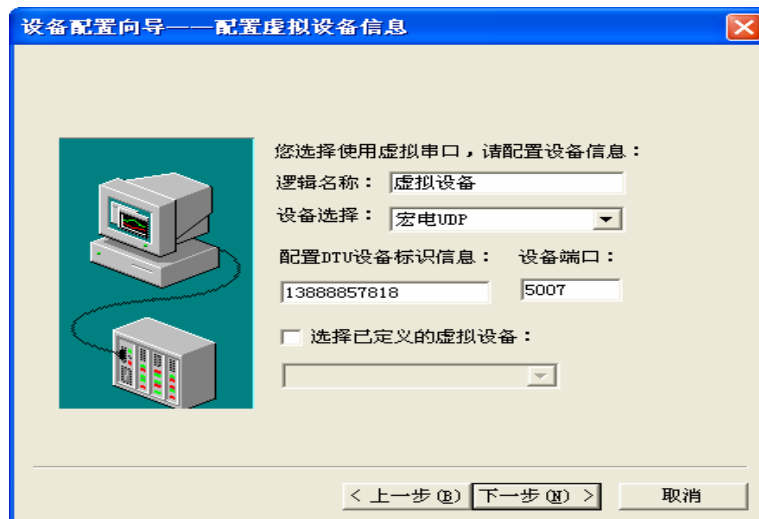 设备配置向导——配置虚拟设备信息
您选择使用虚拟串口，请配置设备信息：
逻辑名称： 虚拟设备
设备选择： 宏电UDP
配置DTU设备标识信息： 设备端口：
13888857818 5007
选择已定义的虚拟设备：
< 上一步(B) 下一步(N) > 取消